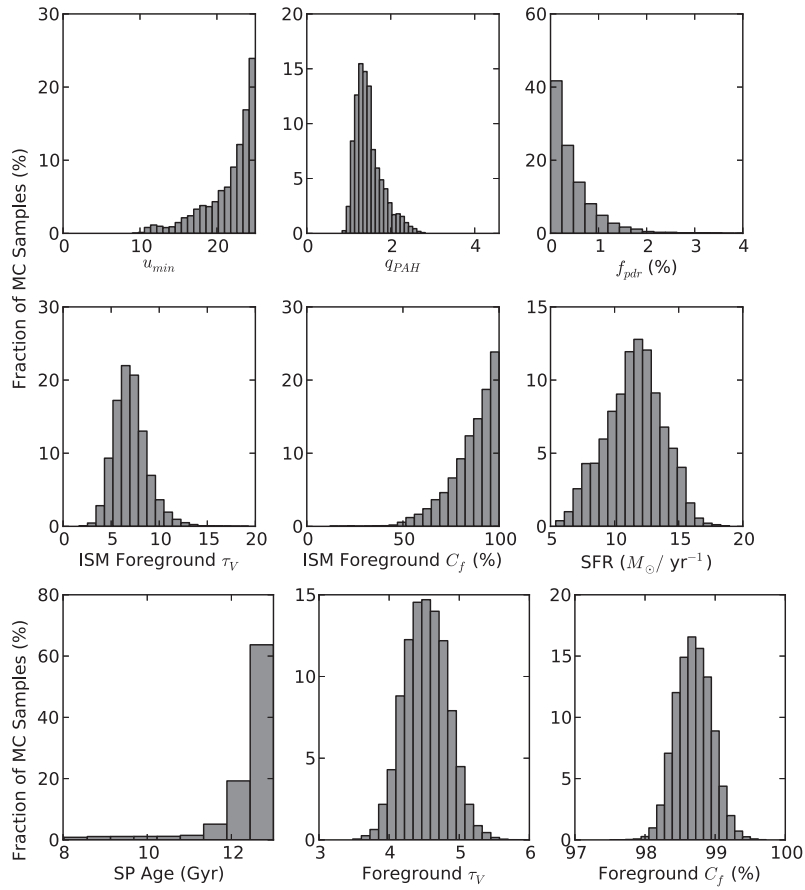 30
20
10
0
0 10 20
u_min
20
15
10
5
0
0 2 4
q_PAH
60
40
20
0
0 1 2 3 4
f_pdr (%)
Fraction of MC Samples (%)
30
20
10
0
0 5 10 15 20
ISM Foreground τ_V
30
20
10
0
0 50 100
ISM Foreground C_f (%)
15
10
5
0
5 10 15 20
SFR (M_⊙/ yr^−1)
Fraction of MC Samples (%)
80
60
40
20
0
8 10 12
SP Age (Gyr)
15
10
5
0
3 4 5 6
Foreground τ_V
20
15
10
5
0
97 98 99 100
Foreground C_f (%)